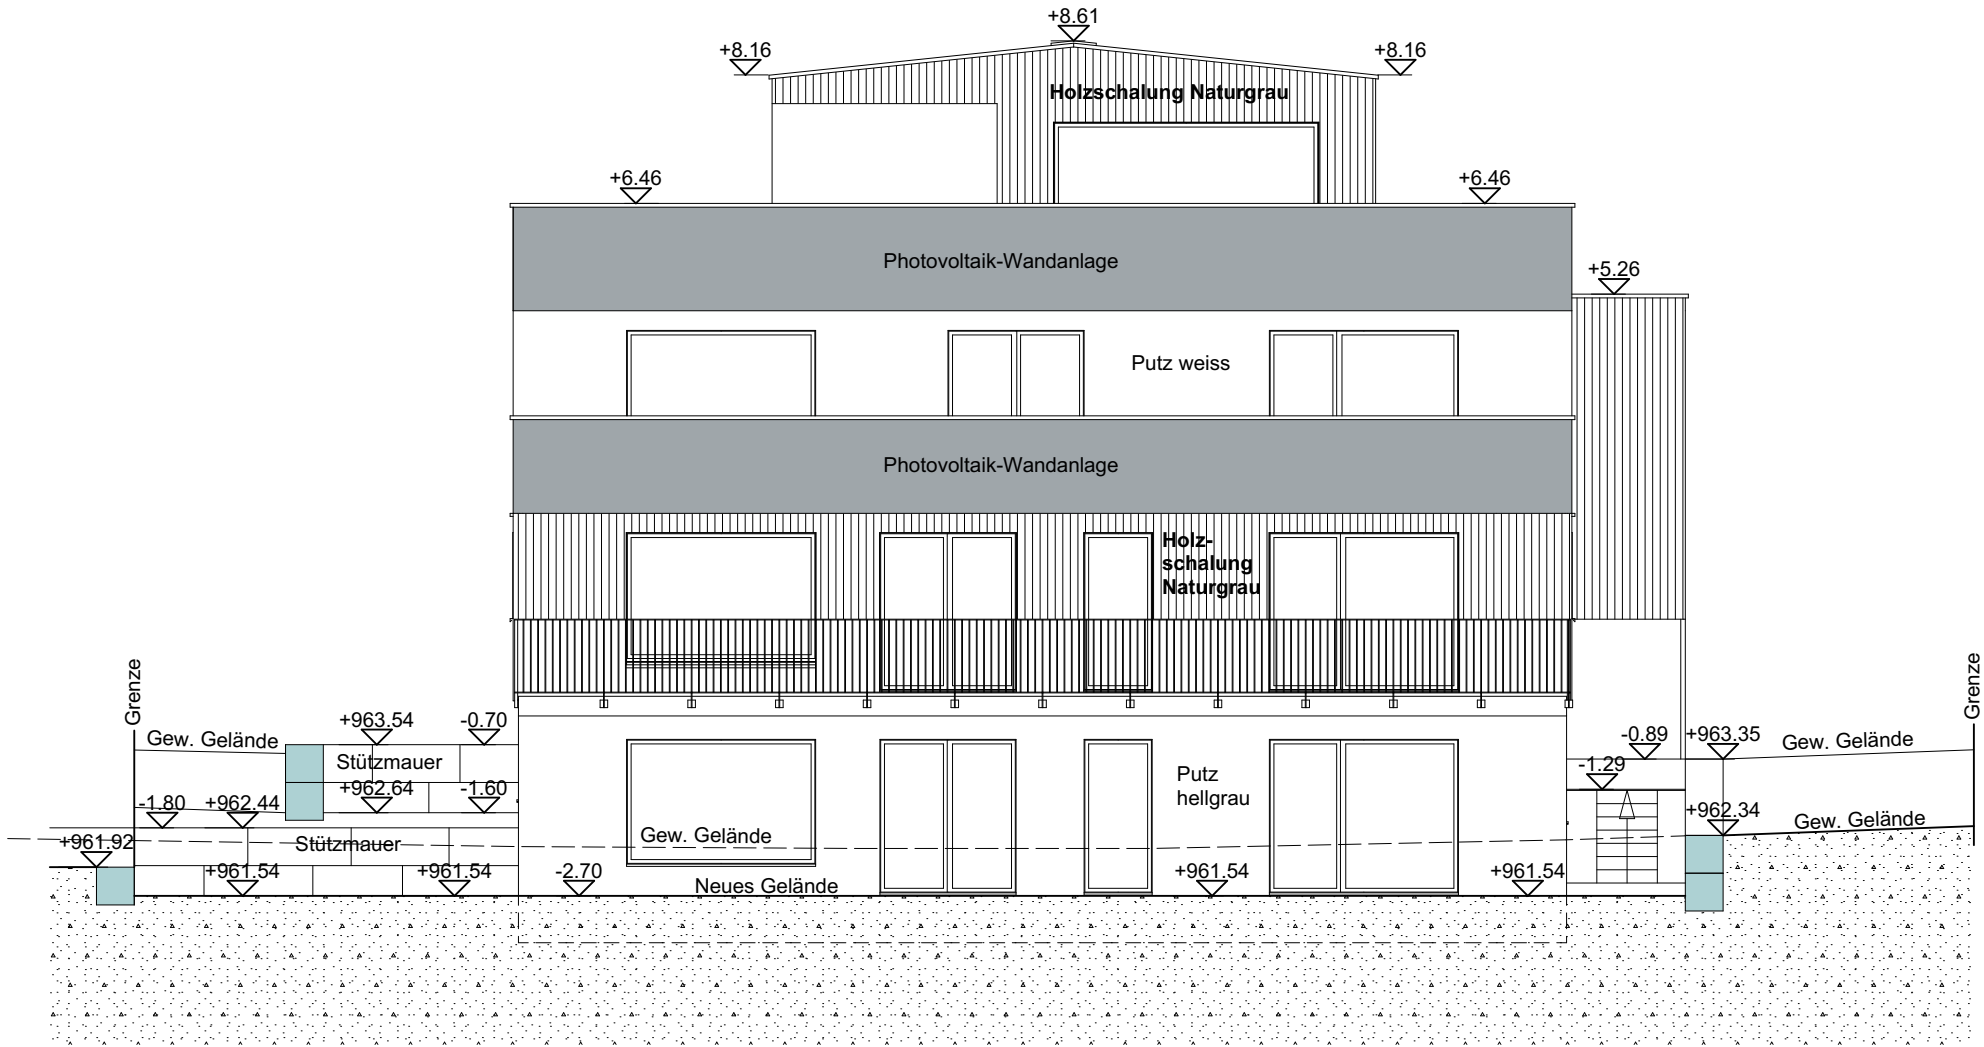 +8.61
+8.16
+8.16
Holzschalung Naturgrau
+6.46
+6.46
Photovoltaik-Wandanlage
+5.26
Putz weiss
Photovoltaik-Wandanlage
Holz-
schalung
Naturgrau
Grenze
Grenze
+963.54
-0.70
Gew. Gelände
Stützmauer
-0.89
+963.35
Gew. Gelände
-1.29
Putz
hellgrau
+962.64
-1.60
-1.80
+962.44
+962.34
Gew. Gelände
Gew. Gelände
+961.92
Stützmauer
+961.54
+961.54
-2.70
Neues Gelände
+961.54
+961.54